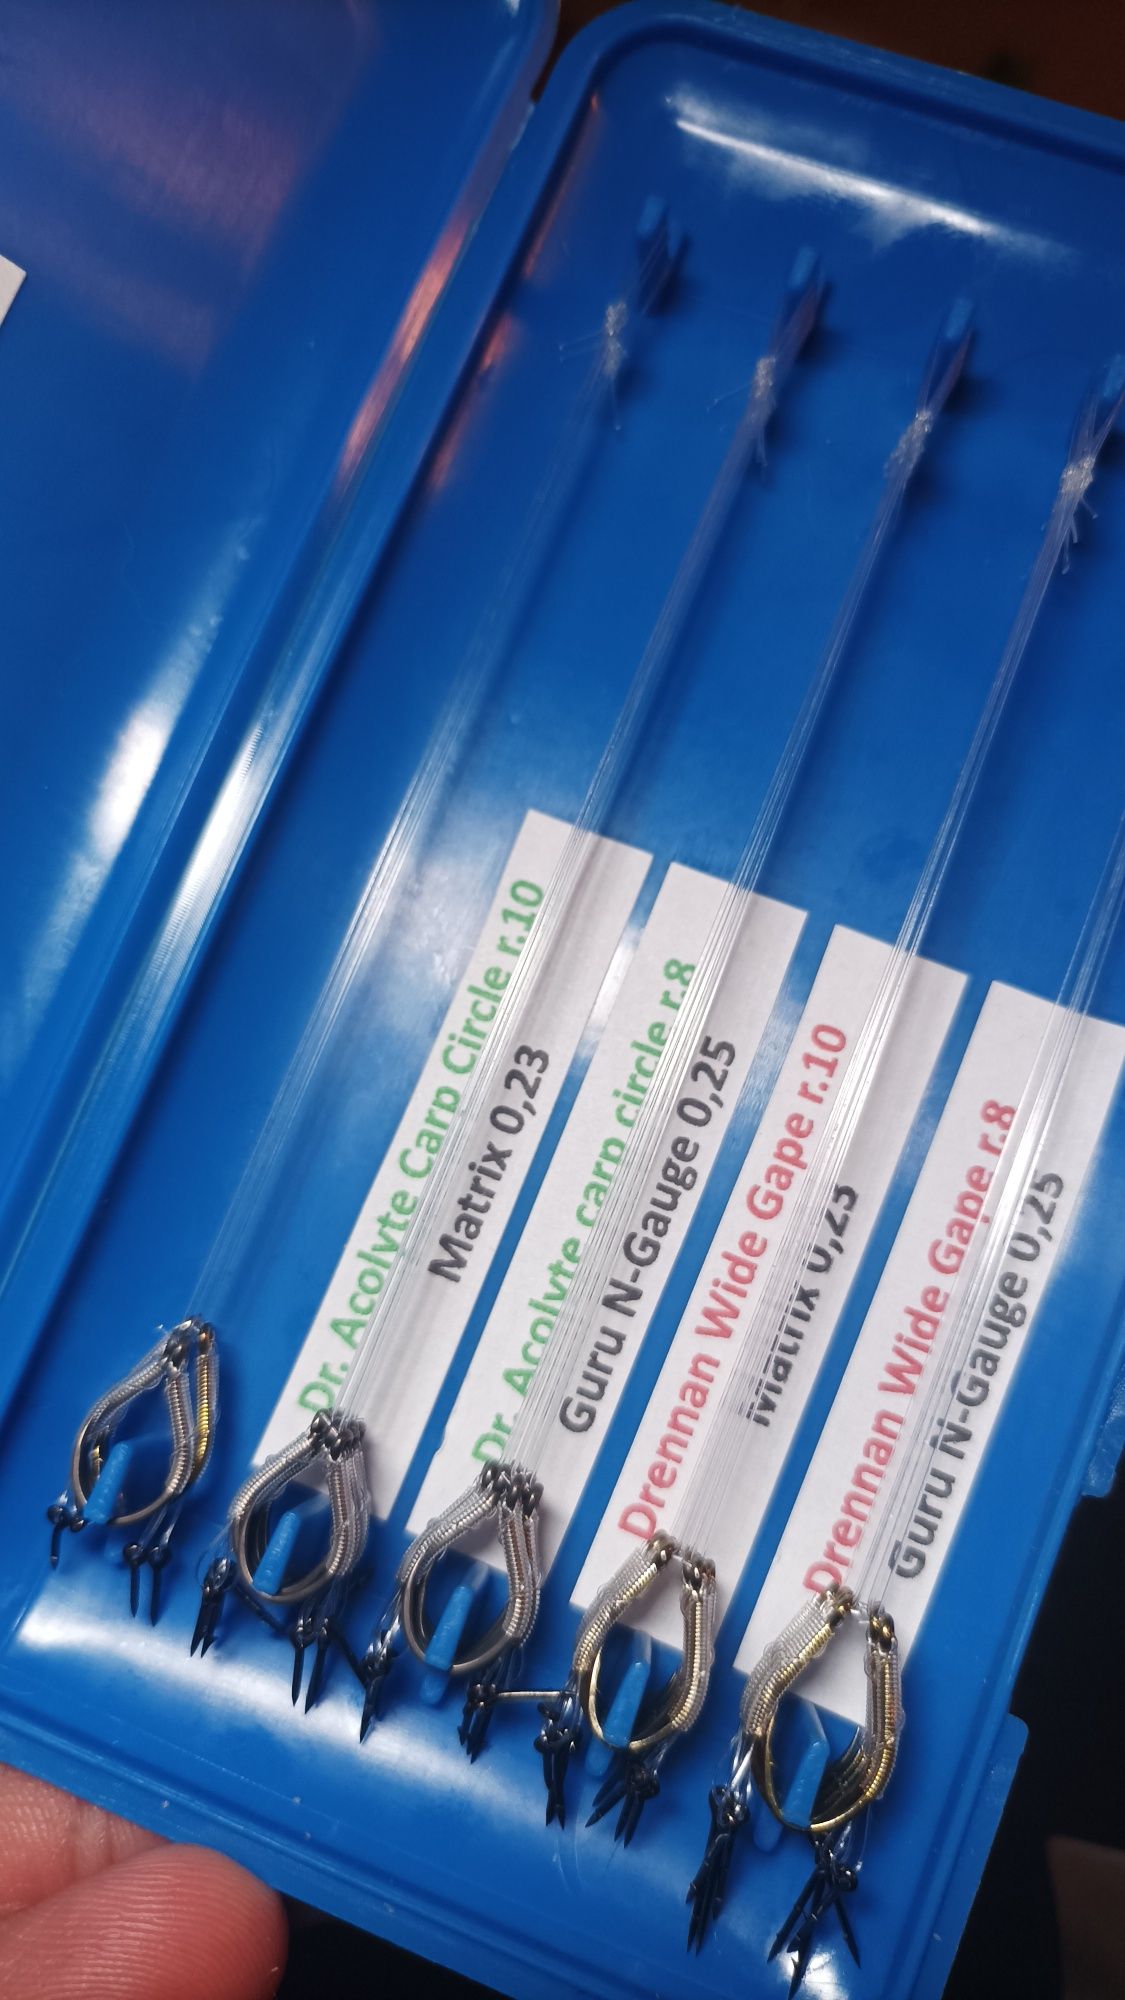 Dr. Acolyte Carp Circle r.10
Matrix 0,23
Dr. Acolyte carp circle r.8
Guru N-Gauge 0,25
Drennan Wide Gape r.10
Matrix 0,23
Drennan Wide Gape r.8
Guru N-Gauge 0,25